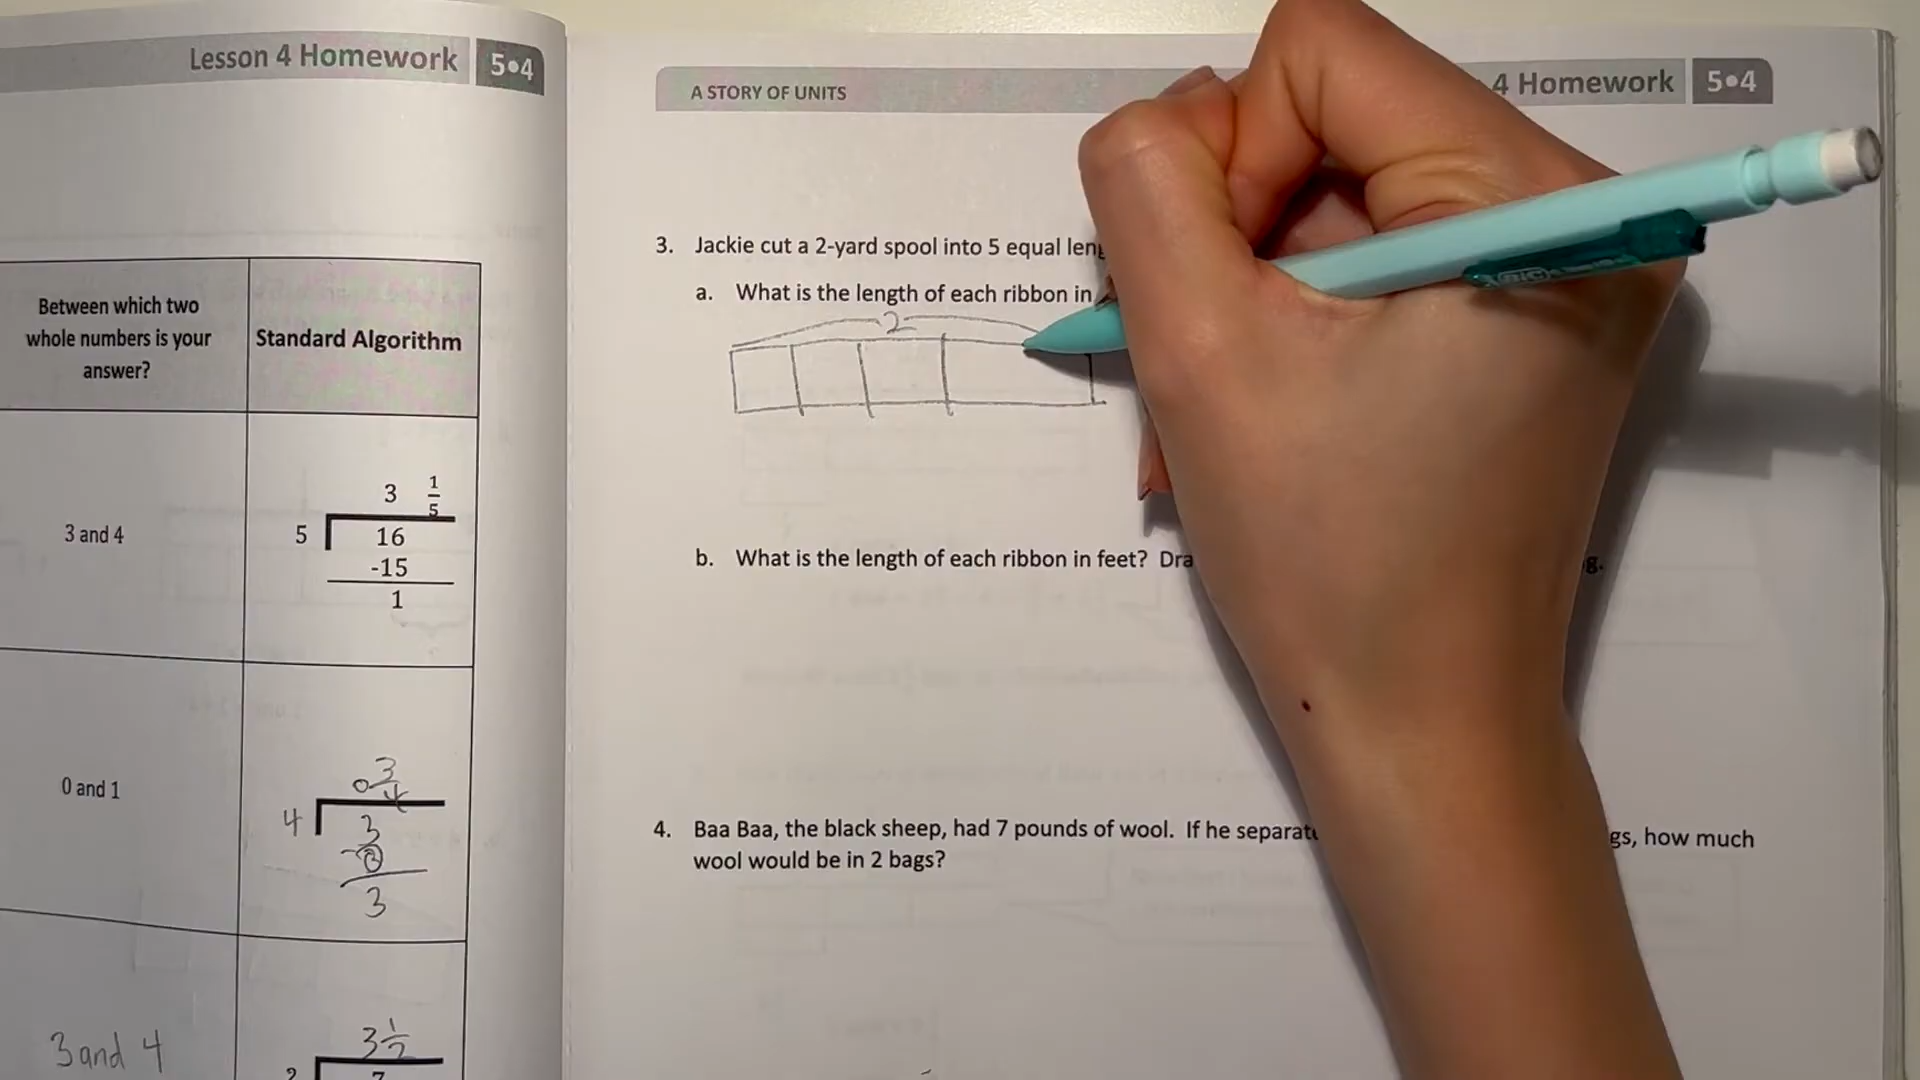 Lesson 4 Homework 5•4
Between which two
whole numbers is your
answer?
Standard Algorithm
3 and 4
3 1/5
5 16
-15
1
0 and 1
0 3/4
4 3
-0
3
3 and 4
3 1/2
2 7
A STORY OF UNITS
4 Homework 5•4
3. Jackie cut a 2-yard spool into 5 equal
a. What is the length of each ribbon in
2
b. What is the length of each ribbon in feet?
4. Baa Baa, the black sheep, had 7 pounds of wool. If he how much
wool would be in 2 bags?